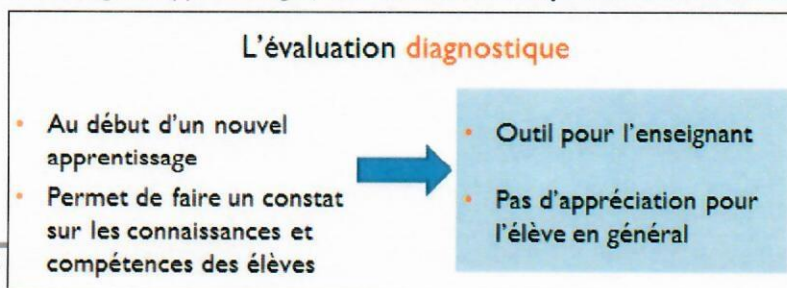 L'évaluation diagnostique
• Au début d'un nouvel
apprentissage
• Permet de faire un constat
sur les connaissances et
compétences des élèves
• Outil pour l'enseignant
• Pas d'appréciation pour
l'élève en général